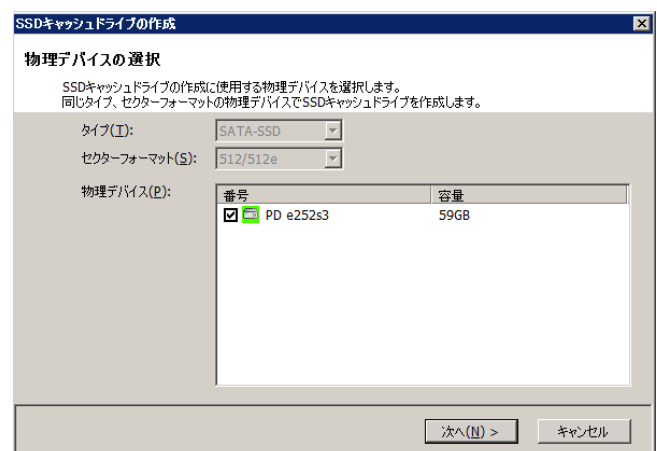 SSDキャッシュドライブの作成
物理デバイスの選択
SSDキャッシュドライブの作成に使用する物理デバイスを選択します。
同じタイプ、セクターフォーマットの物理デバイスでSSDキャッシュドライブを作成します。
タイプ(T): SATA-SSD
セクターフォーマット(S): 512/512e
物理デバイス(P): 番号 容量
PD e252s3 59GB
次へ(N) > キャンセル